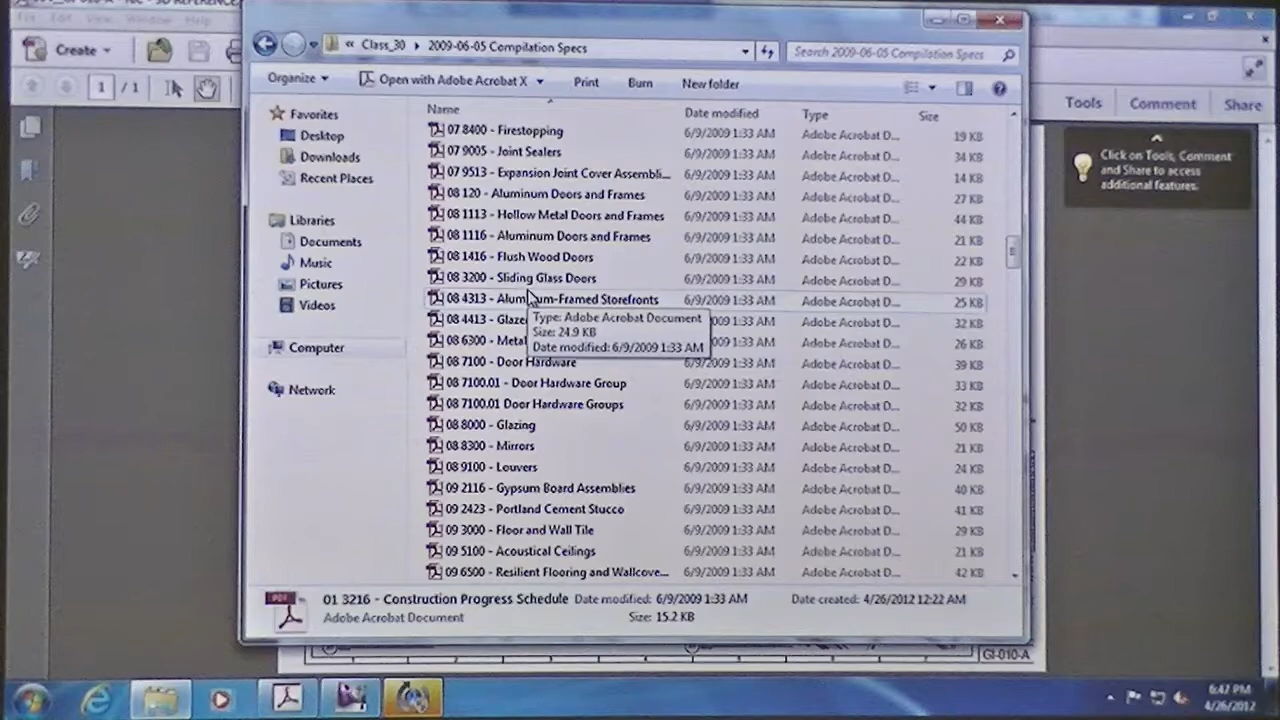 Create
1 / 1
Tools Comment Share
Click on Tools, Comment
and Share to access
additional features.
« Class_30 ▸ 2009-06-05 Compilation Specs
Search 2009-06-05 Compilation Specs
Organize
Open with Adobe Acrobat X
Print
Burn
New folder
Favorites
Desktop
Downloads
Recent Places
Libraries
Documents
Music
Pictures
Videos
Computer
Network
Name Date modified Type Size
07 8400 - Firestopping 6/9/2009 1:33 AM Adobe Acrobat D... 19 KB
07 9005 - Joint Sealers 6/9/2009 1:33 AM Adobe Acrobat D... 34 KB
07 9513 - Expansion Joint Cover Assembli... 6/9/2009 1:33 AM Adobe Acrobat D... 14 KB
08 120 - Aluminum Doors and Frames 6/9/2009 1:33 AM Adobe Acrobat D... 27 KB
08 1113 - Hollow Metal Doors and Frames 6/9/2009 1:33 AM Adobe Acrobat D... 44 KB
08 1116 - Aluminum Doors and Frames 6/9/2009 1:33 AM Adobe Acrobat D... 21 KB
08 1416 - Flush Wood Doors 6/9/2009 1:33 AM Adobe Acrobat D... 22 KB
08 3200 - Sliding Glass Doors 6/9/2009 1:33 AM Adobe Acrobat D... 29 KB
08 4313 - Aluminum-Framed Storefronts 6/9/2009 1:33 AM Adobe Acrobat D... 25 KB
08 4413 - Glaze 1:33 AM Adobe Acrobat D... 32 KB
08 6300 - Metal 1:33 AM Adobe Acrobat D... 26 KB
08 7100 - Door Hardware 6/9/2009 1:33 AM Adobe Acrobat D... 39 KB
08 7100.01 - Door Hardware Group 6/9/2009 1:33 AM Adobe Acrobat D... 33 KB
08 7100.01 Door Hardware Groups 6/9/2009 1:33 AM Adobe Acrobat D... 32 KB
08 8000 - Glazing 6/9/2009 1:33 AM Adobe Acrobat D... 50 KB
08 8300 - Mirrors 6/9/2009 1:33 AM Adobe Acrobat D... 21 KB
08 9100 - Louvers 6/9/2009 1:33 AM Adobe Acrobat D... 24 KB
09 2116 - Gypsum Board Assemblies 6/9/2009 1:33 AM Adobe Acrobat D... 40 KB
09 2423 - Portland Cement Stucco 6/9/2009 1:33 AM Adobe Acrobat D... 41 KB
09 3000 - Floor and Wall Tile 6/9/2009 1:33 AM Adobe Acrobat D... 29 KB
09 5100 - Acoustical Ceilings 6/9/2009 1:33 AM Adobe Acrobat D... 21 KB
09 6500 - Resilient Flooring and Wallcove... 6/9/2009 1:33 AM Adobe Acrobat D... 42 KB
Type: Adobe Acrobat Document
Size: 24.9 KB
Date modified: 6/9/2009 1:33 AM
01 3216 - Construction Progress Schedule Date modified: 6/9/2009 1:33 AM Date created: 4/26/2012 12:22 AM
Adobe Acrobat Document Size: 15.2 KB
GI-010-A
6:47 PM
4/26/2012